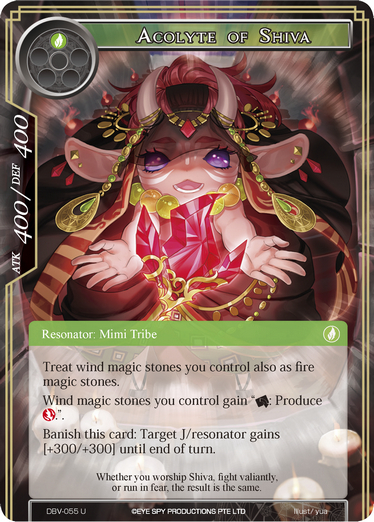 Acolyte of Shiva
ATK 400/DEF 400
Resonator: Mimi Tribe
Treat wind magic stones you control also as fire
magic stones.
Wind magic stones you control gain “: Produce
.”.
Banish this card: Target J/resonator gains
[+300/+300] until end of turn.
Whether you worship Shiva, fight valiantly,
or run in fear, the result is the same.
DBV-055 U ©EYE SPY PRODUCTIONS PTE LTD Illust/ yua